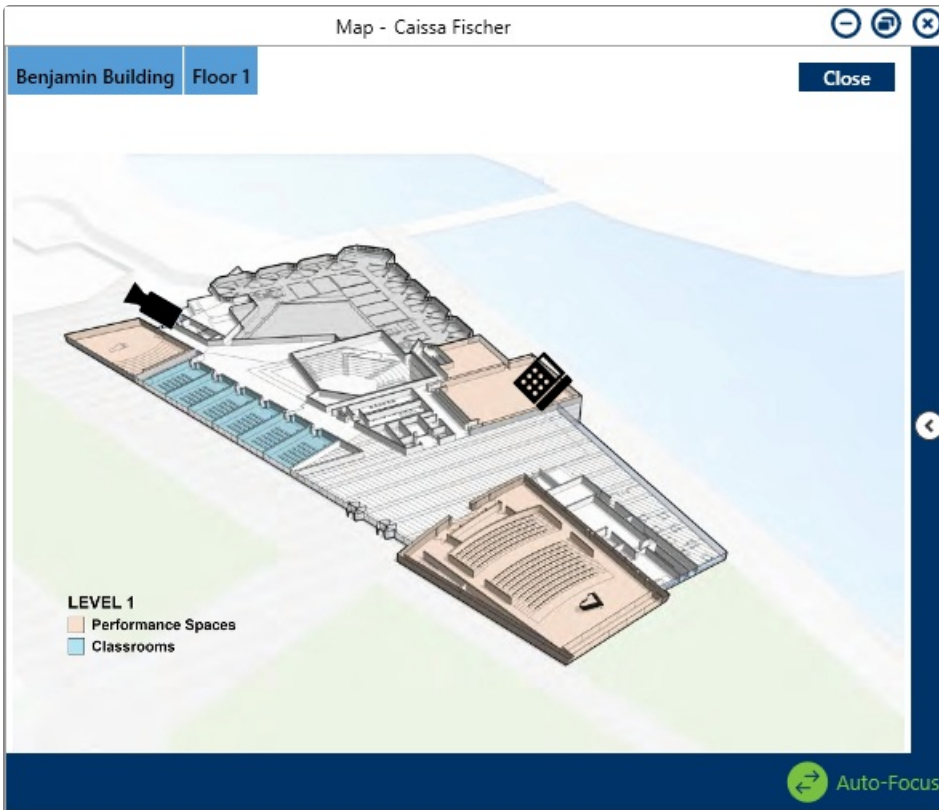 Map - Caissa Fischer
Benjamin Building Floor 1
Close
LEVEL 1
Performance Spaces
Classrooms
Auto-Focus